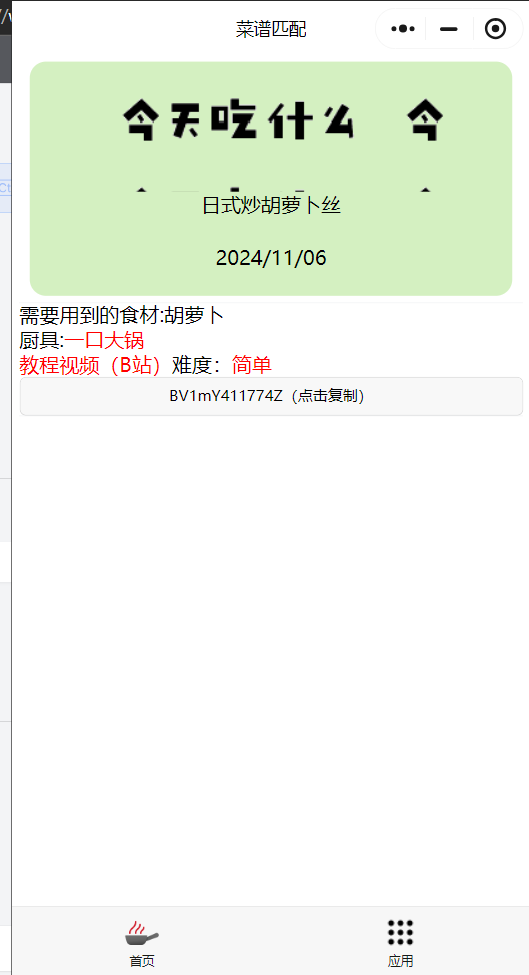 菜谱匹配
今天吃什么 今
日式炒胡萝卜丝
2024/11/06
需要用到的食材:胡萝卜
厨具:一口大锅
教程视频（B站）难度：简单
BV1mY411774Z（点击复制）
首页 应用